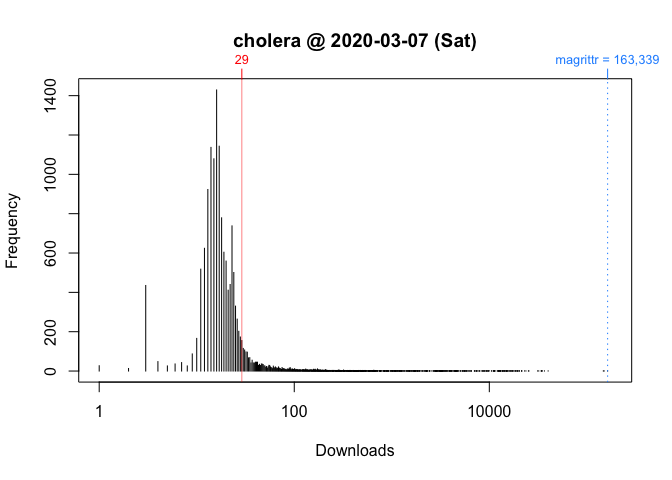 cholera @ 2020-03-07 (Sat)
29
magrittr = 163,339
Frequency
1400
1000
600
200
0
1
100
10000
Downloads